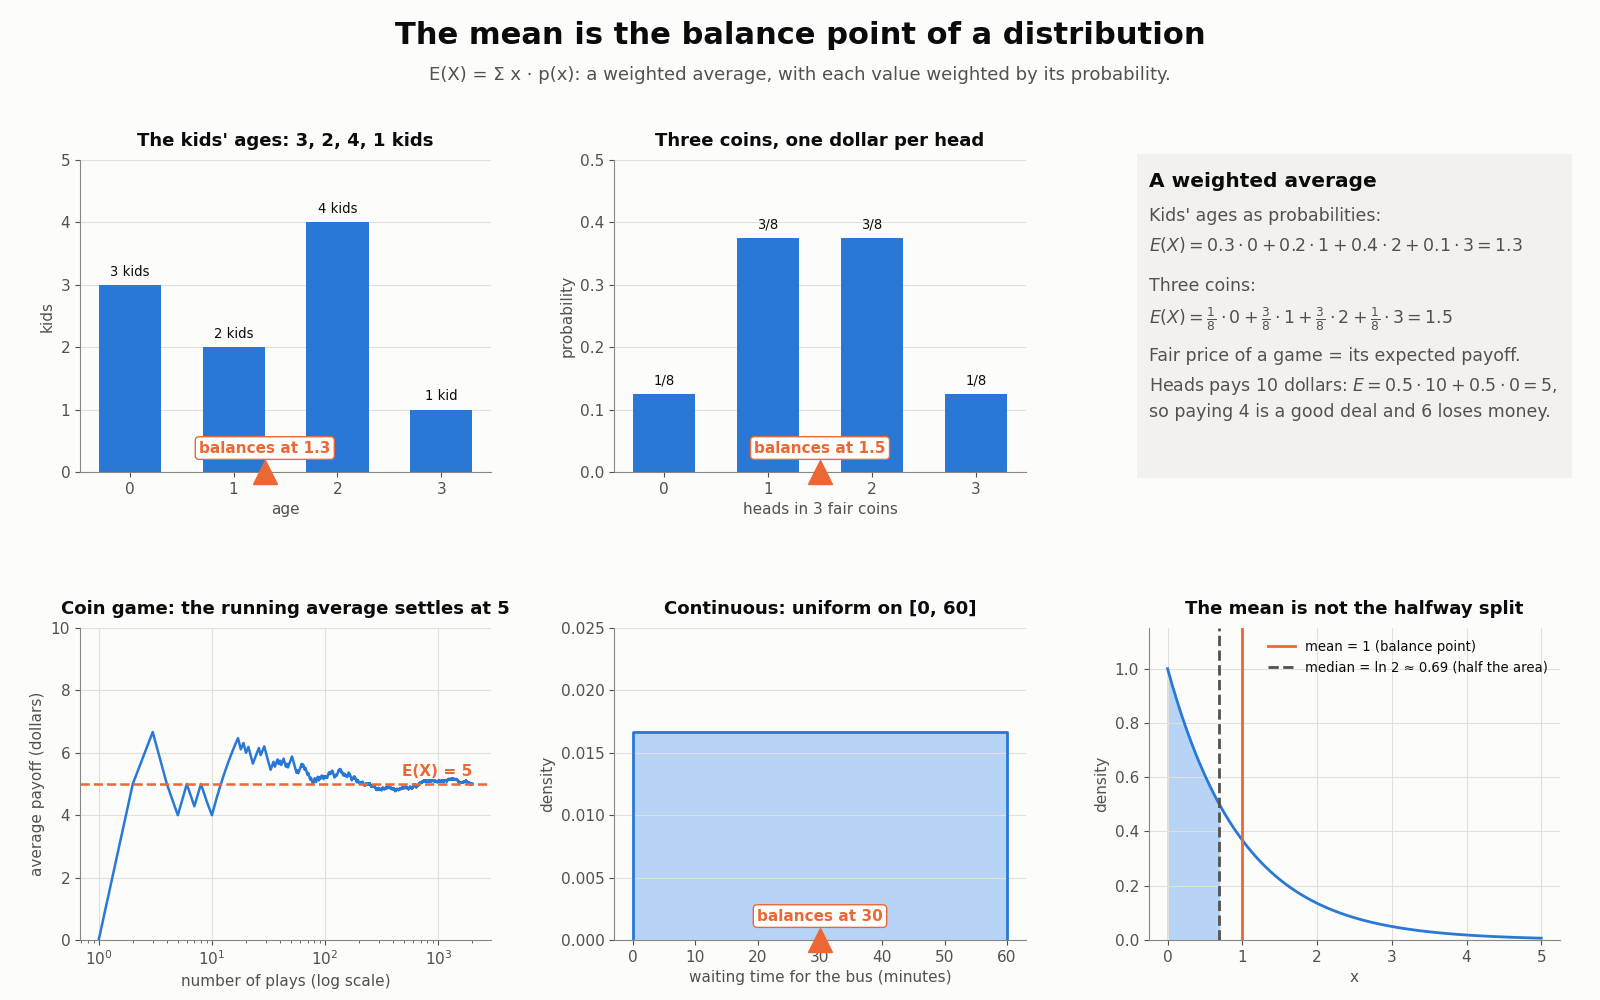 The mean is the balance point of a distribution
E(X) = Σ x · p(x): a weighted average, with each value weighted by its probability.
The kids' ages: 3, 2, 4, 1 kids
5
4
3
2
1
0
kids
3 kids
2 kids
4 kids
1 kid
balances at 1.3
0 1 2 3
age
Three coins, one dollar per head
0.5
0.4
0.3
0.2
0.1
0.0
probability
1/8
3/8
3/8
1/8
balances at 1.5
0 1 2 3
heads in 3 fair coins
A weighted average
Kids' ages as probabilities:
E(X) = 0.3 · 0 + 0.2 · 1 + 0.4 · 2 + 0.1 · 3 = 1.3
Three coins:
E(X) = 1/8 · 0 + 3/8 · 1 + 3/8 · 2 + 1/8 · 3 = 1.5
Fair price of a game = its expected payoff.
Heads pays 10 dollars: E = 0.5 · 10 + 0.5 · 0 = 5,
so paying 4 is a good deal and 6 loses money.
Coin game: the running average settles at 5
10
8
6
4
2
0
average payoff (dollars)
E(X) = 5
10⁰ 10¹ 10² 10³
number of plays (log scale)
Continuous: uniform on [0, 60]
0.025
0.020
0.015
0.010
0.005
0.000
density
balances at 30
0 10 20 30 40 50 60
waiting time for the bus (minutes)
The mean is not the halfway split
mean = 1 (balance point)
median = ln 2 ≈ 0.69 (half the area)
1.0
0.8
0.6
0.4
0.2
0.0
density
0 1 2 3 4 5
x